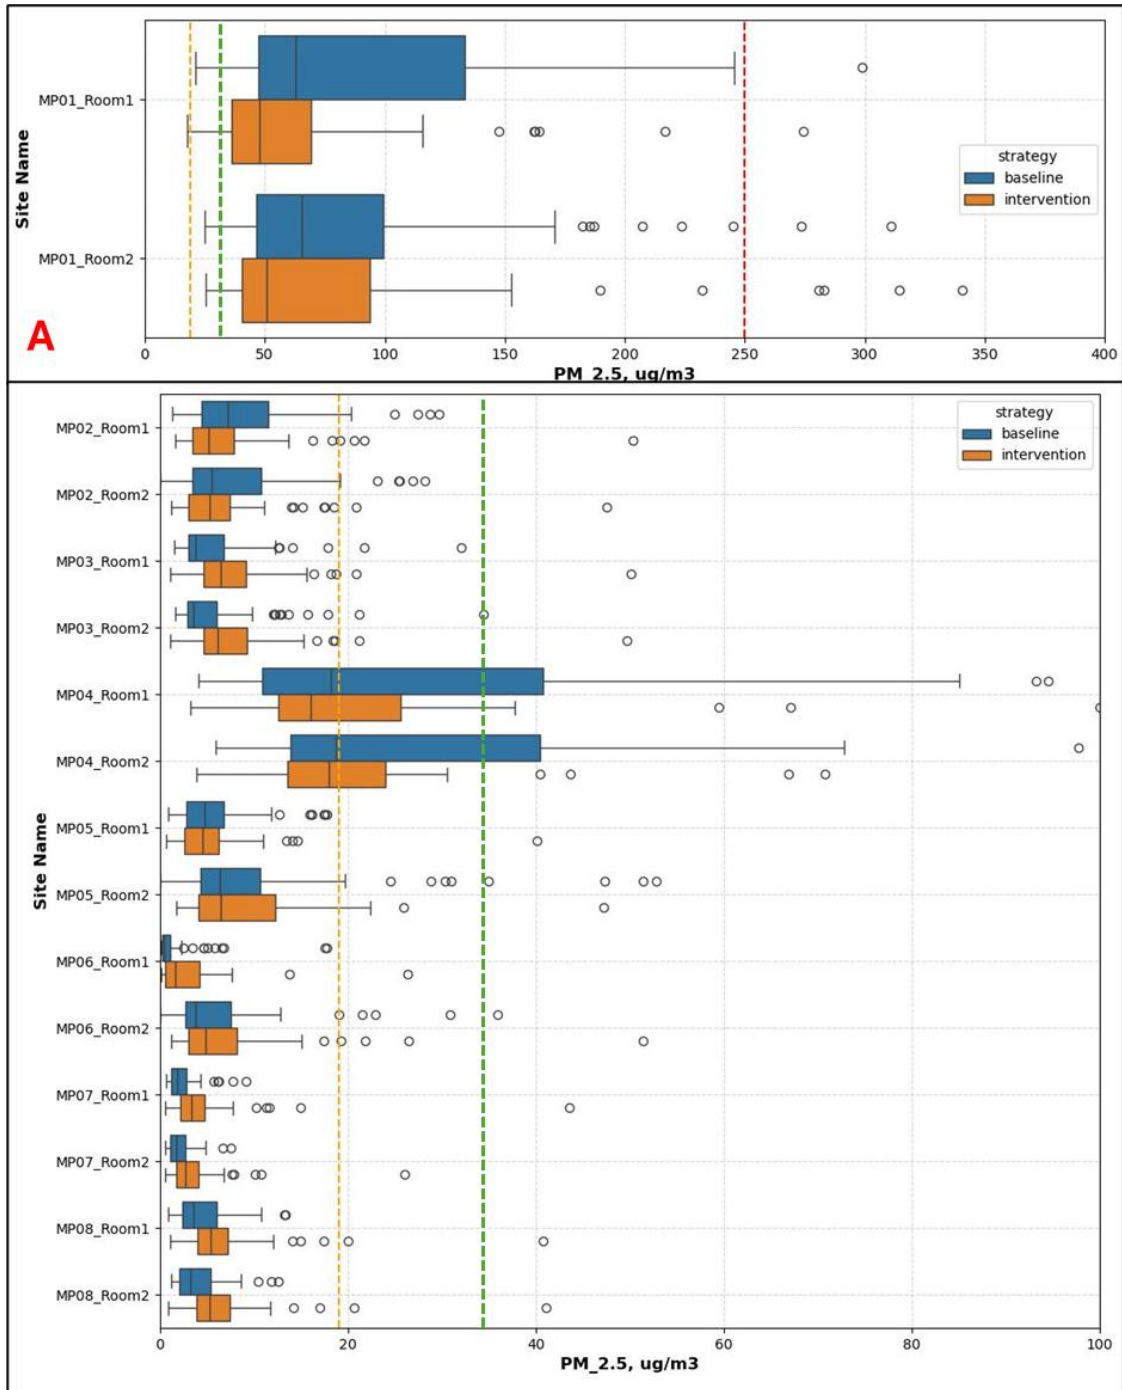 strategy
baseline
intervention
MP01_Room1
MP01_Room2
Site Name
A
0 50 100 150 200 250 300 350 400
PM_2.5, ug/m3
strategy
baseline
intervention
MP02_Room1
MP02_Room2
MP03_Room1
MP03_Room2
MP04_Room1
MP04_Room2
MP05_Room1
MP05_Room2
MP06_Room1
MP06_Room2
MP07_Room1
MP07_Room2
MP08_Room1
MP08_Room2
Site Name
0 20 40 60 80 100
PM_2.5, ug/m3